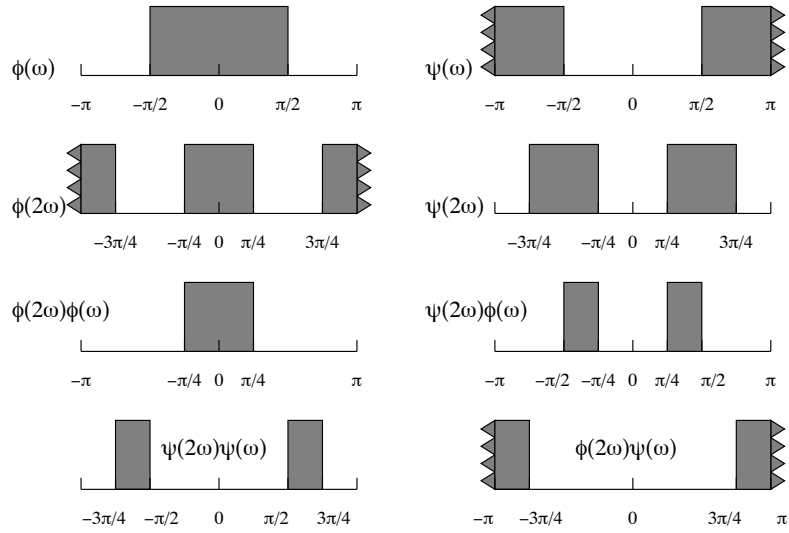 ϕ(ω)
−π −π/2 0 π/2 π
ψ(ω)
−π −π/2 0 π/2 π
ϕ(2ω)
−3π/4 −π/4 0 π/4 3π/4
ψ(2ω)
−3π/4 −π/4 0 π/4 3π/4
ϕ(2ω)ϕ(ω)
−π −π/4 0 π/4 π
ψ(2ω)ϕ(ω)
−π −π/2 −π/4 0 π/4 π/2 π
ψ(2ω)ψ(ω)
−3π/4 −π/2 0 π/2 3π/4
ϕ(2ω)ψ(ω)
−π −3π/4 0 3π/4 π